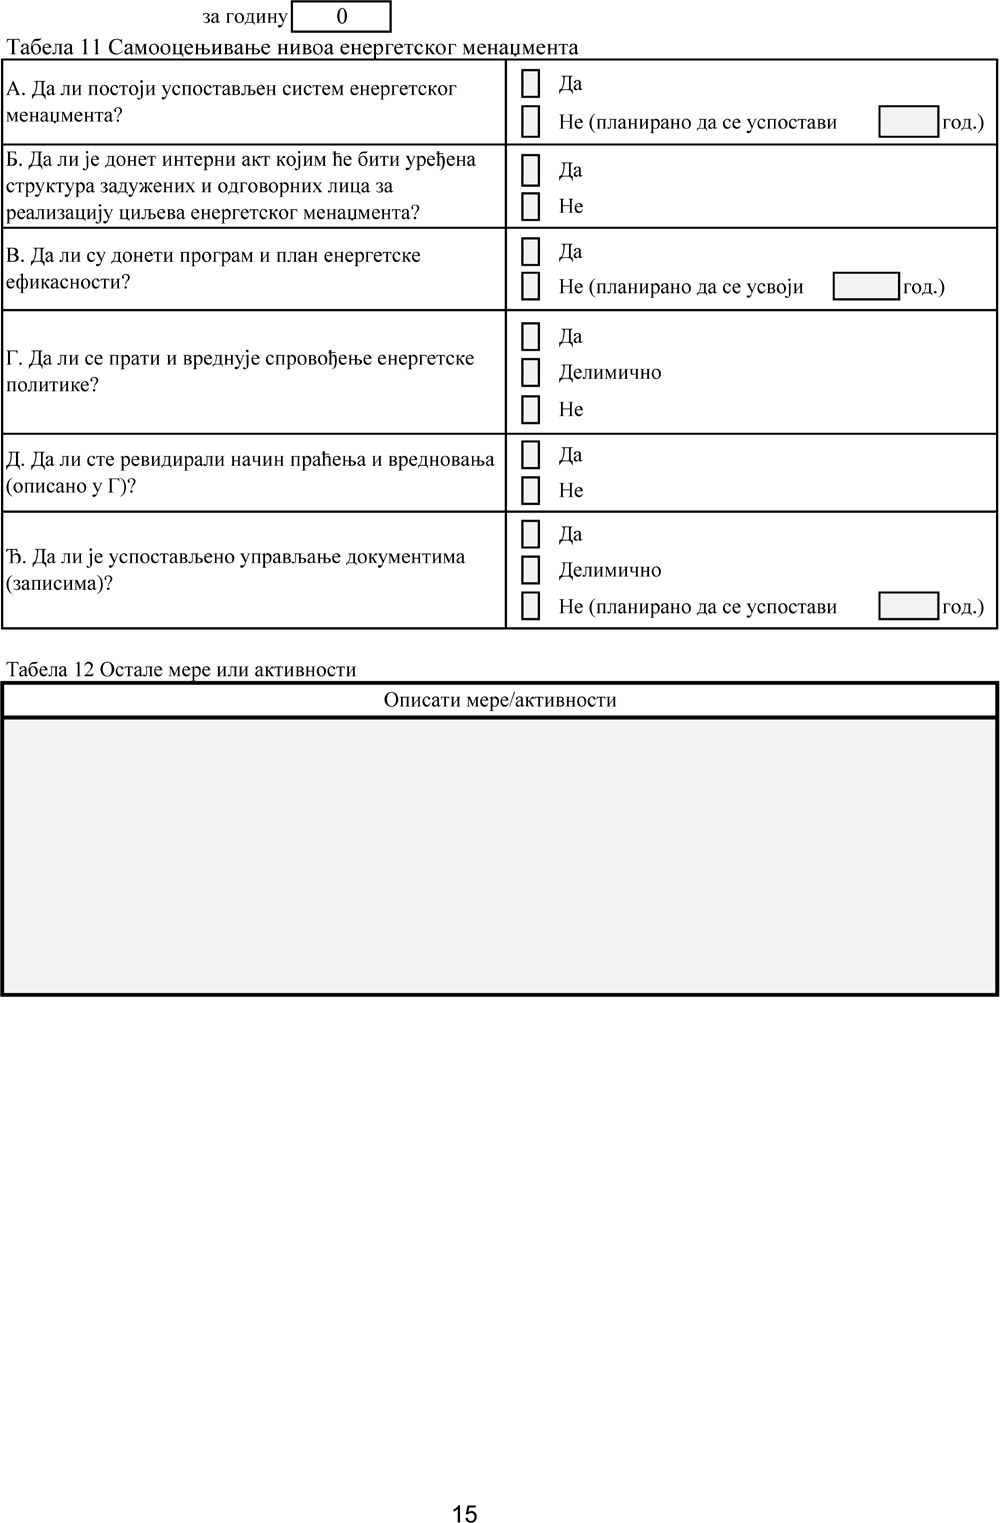 за годину 0
Табела 11 Самооцењивање нивоа енергетског менаџмента
А. Да ли постоји успостављен систем енергетског
менаџмента?
Да
Не (планирано да се успостави год.)
Б. Да ли је донет интерни акт којим ће бити уређена
структура задужених и одговорних лица за
реализацију циљева енергетског менаџмента?
Да
Не
В. Да ли су донети програм и план енергетске
ефикасности?
Да
Не (планирано да се усвоји год.)
Г. Да ли се прати и вреднује спровођење енергетске
политике?
Да
Делимично
Не
Д. Да ли сте ревидирали начин праћења и вредновања
(описано у Г)?
Да
Не
Ђ. Да ли је успостављено управљање документима
(записима)?
Да
Делимично
Не (планирано да се успостави год.)
Табела 12 Остале мере или активности
Описати мере/активности
15